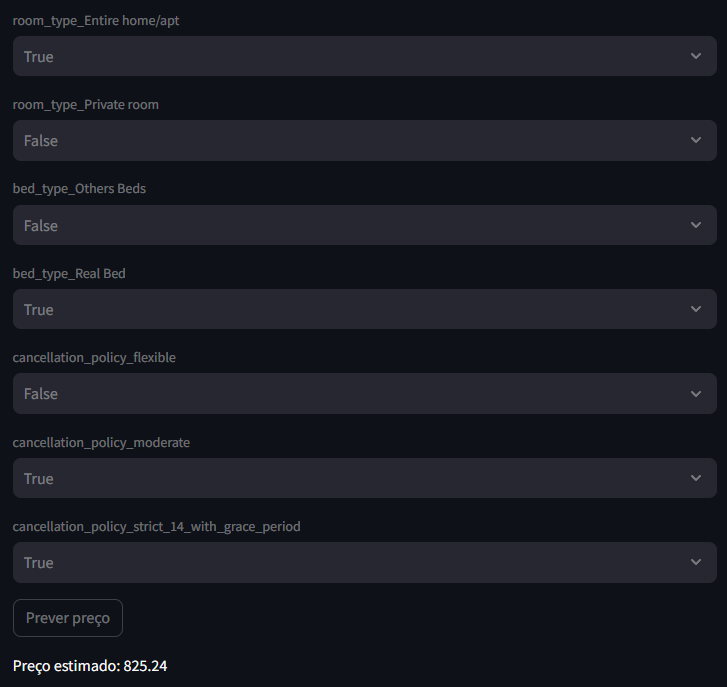 room_type_Entire home/apt
True
room_type_Private room
False
bed_type_Others Beds
False
bed_type_Real Bed
True
cancellation_policy_flexible
False
cancellation_policy_moderate
True
cancellation_policy_strict_14_with_grace_period
True
Prever preço
Preço estimado: 825.24